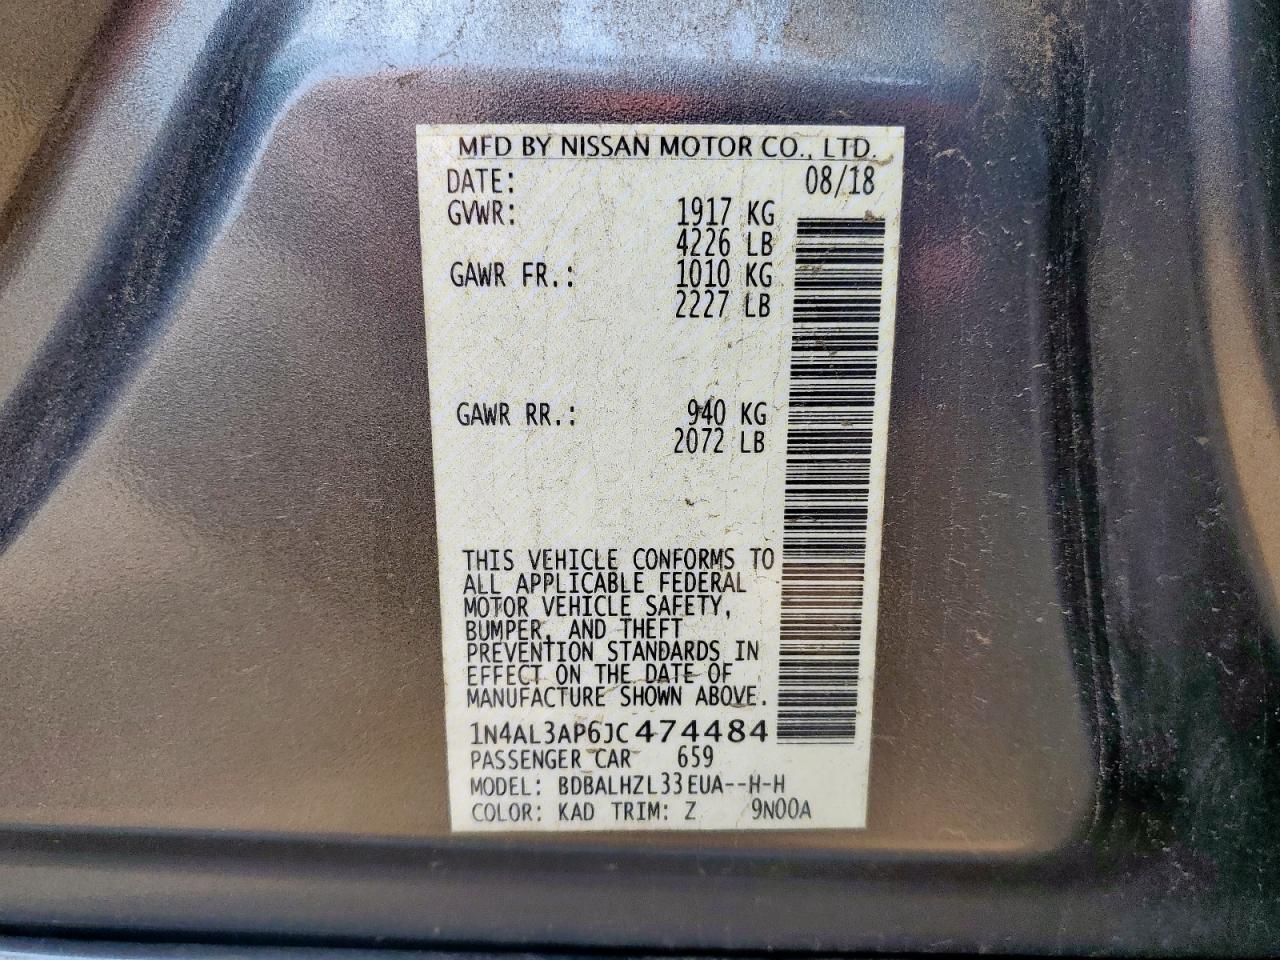 MFD BY NISSAN MOTOR CO., LTD.
DATE: 08/18
GVWR: 1917 KG
4226 LB
GAWR FR.: 1010 KG
2227 LB
GAWR RR.: 940 KG
2072 LB
THIS VEHICLE CONFORMS TO
ALL APPLICABLE FEDERAL
MOTOR VEHICLE SAFETY,
BUMPER, AND THEFT
PREVENTION STANDARDS IN
EFFECT ON THE DATE OF
MANUFACTURE SHOWN ABOVE.
1N4AL3AP6JC474484
PASSENGER CAR 659
MODEL: BDBALHZL33EUA--H-H
COLOR: KAD TRIM: Z 9N00A